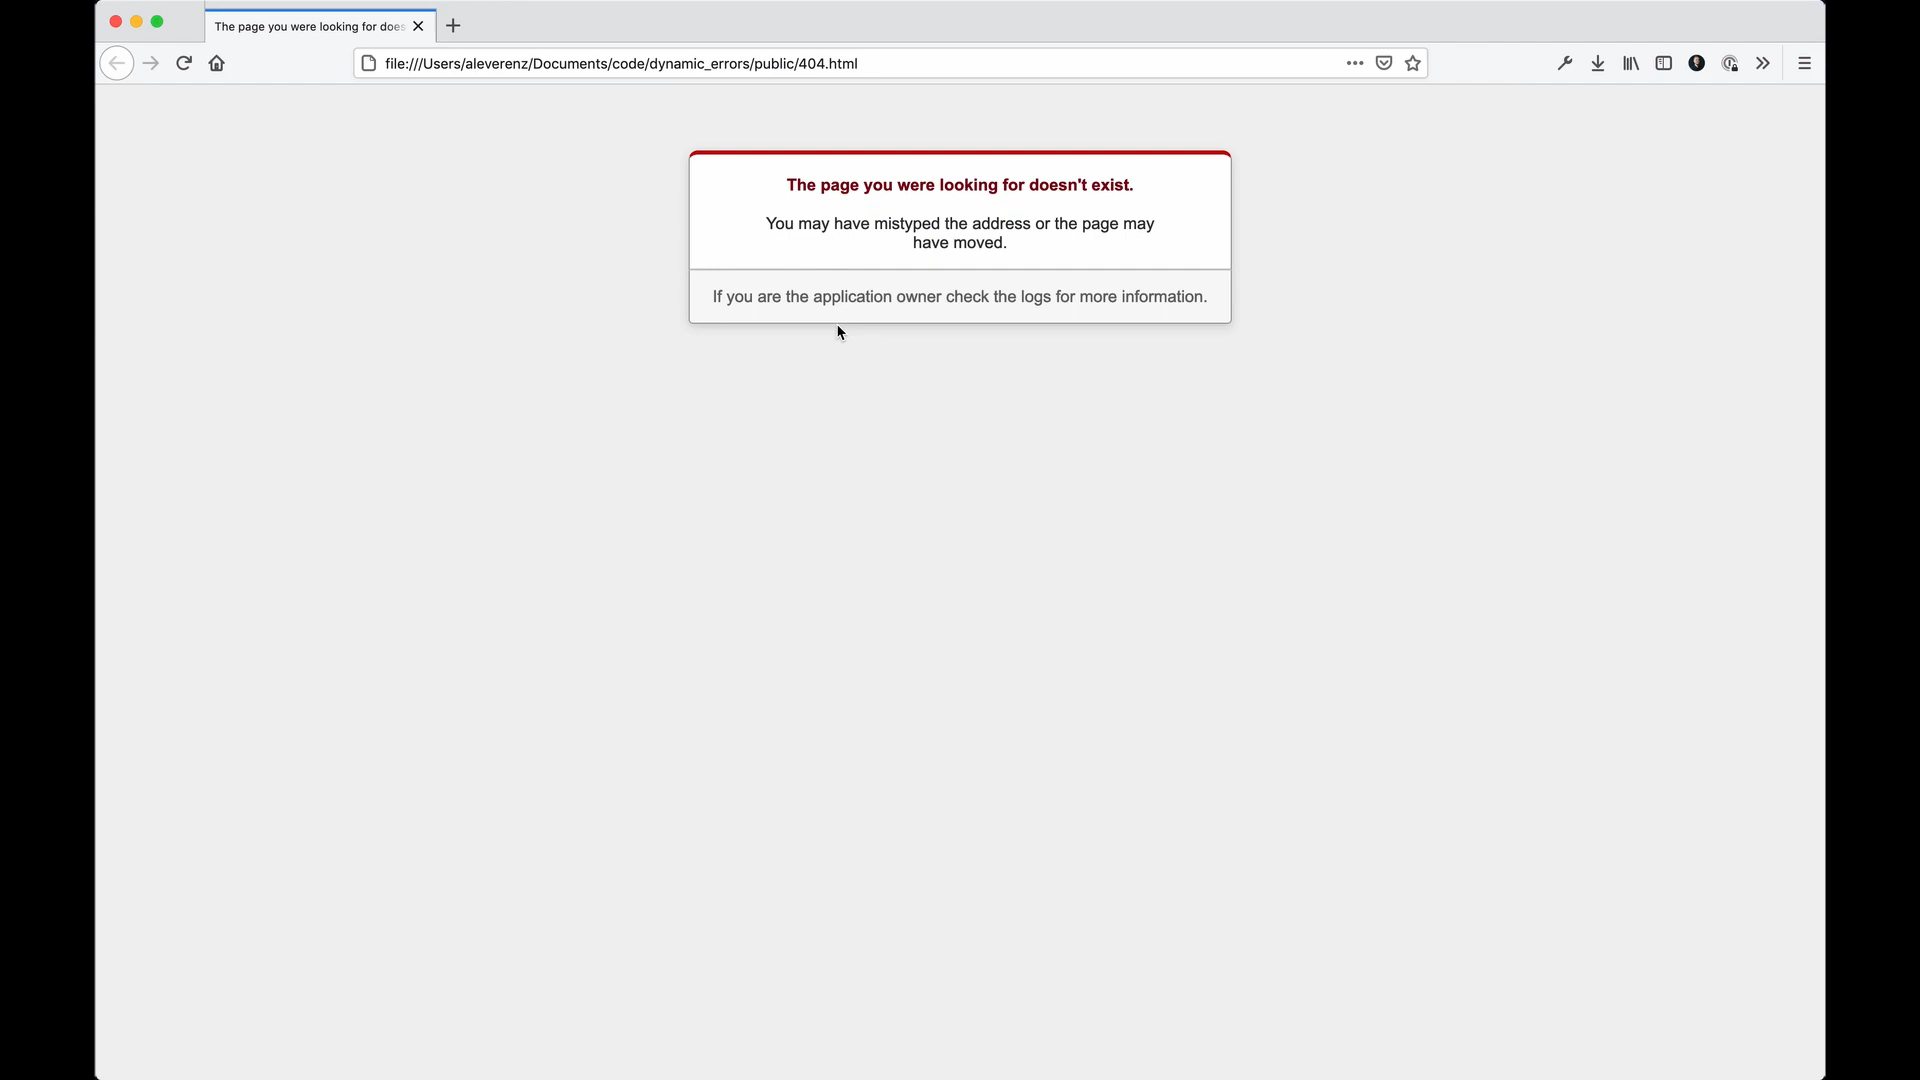 The page you were looking for does
file:///Users/aleverenz/Documents/code/dynamic_errors/public/404.html
The page you were looking for doesn't exist.
You may have mistyped the address or the page may
have moved.
If you are the application owner check the logs for more information.